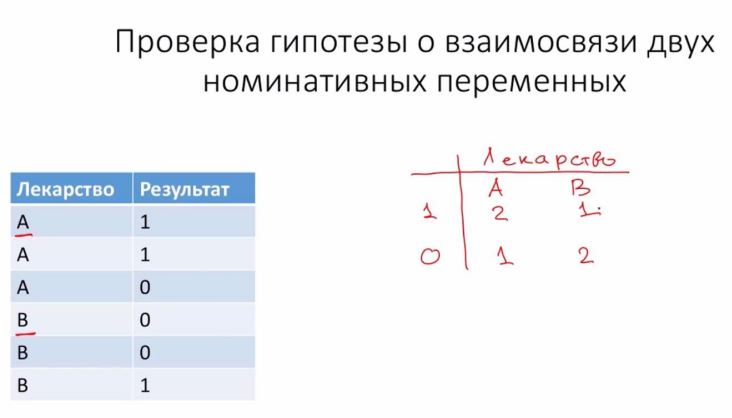 Проверка гипотезы о взаимосвязи двух
номинативных переменных
Лекарство Результат
A 1
A 1
A 0
B 0
B 0
B 1
Лекарство
A B
1 2 1
0 1 2